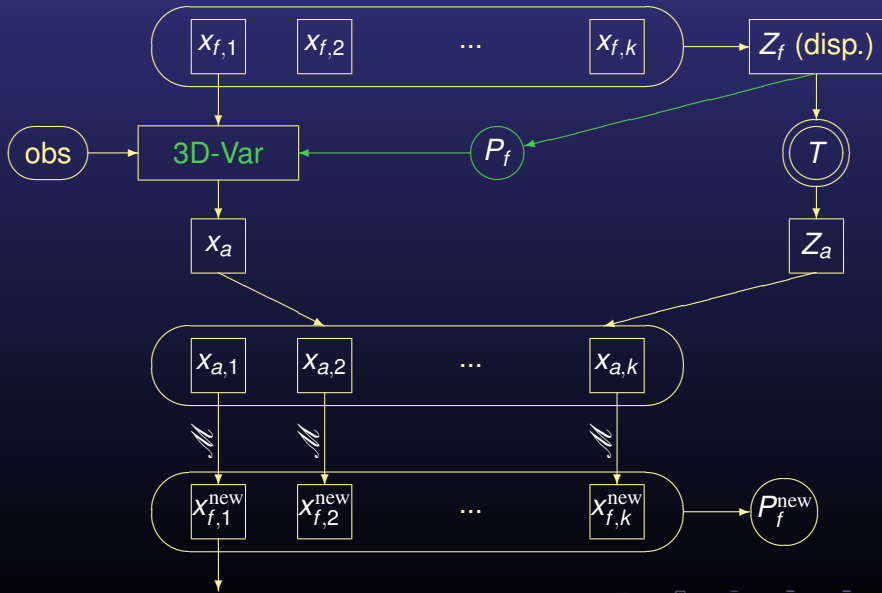 x_{f,1} x_{f,2} ... x_{f,k} Z_f (disp.)
obs 3D-Var P_f T
x_a Z_a
x_{a,1} x_{a,2} ... x_{a,k}
ℳ ℳ ℳ
x_{f,1}^{new} x_{f,2}^{new} ... x_{f,k}^{new} P_f^{new}